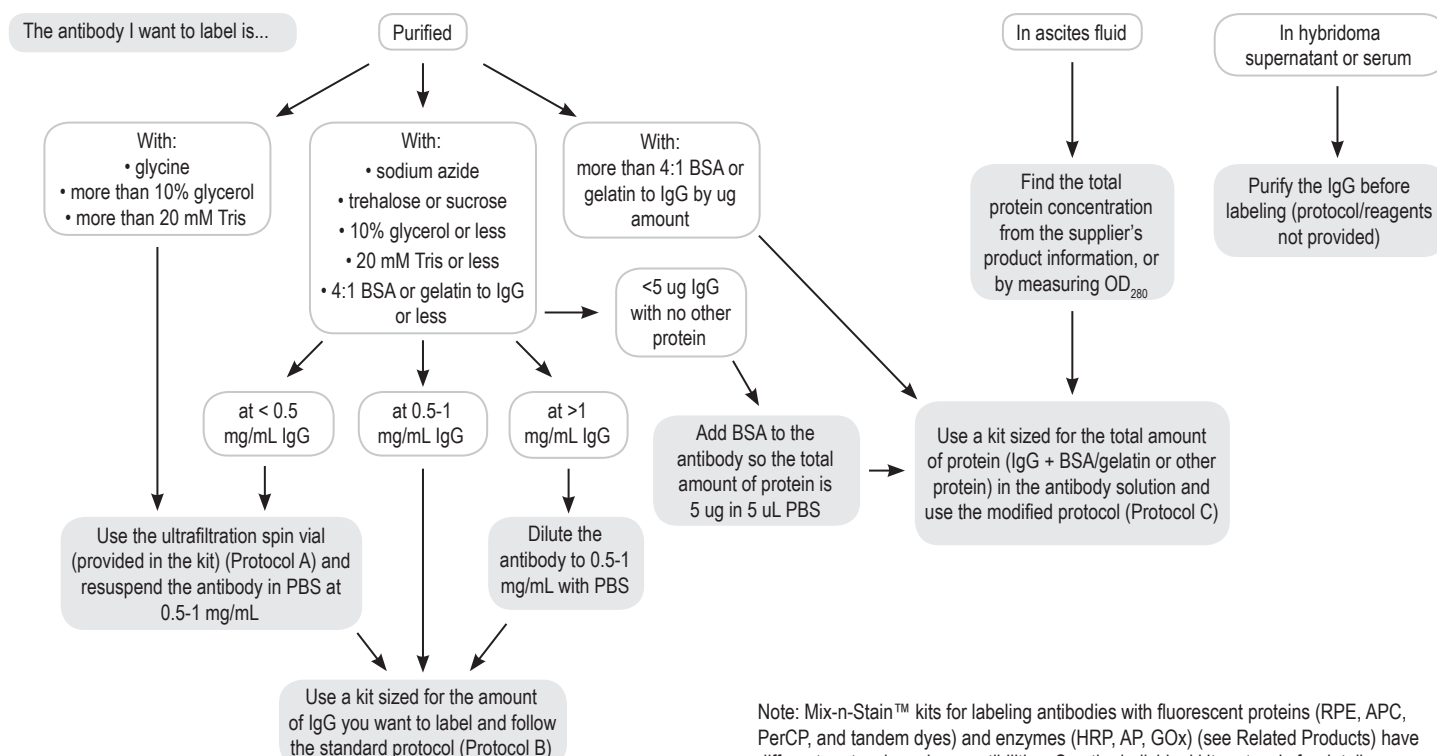 The antibody I want to label is...
Purified
In ascites fluid
In hybridoma
supernatant or serum
With:
• glycine
• more than 10% glycerol
• more than 20 mM Tris
With:
• sodium azide
• trehalose or sucrose
• 10% glycerol or less
• 20 mM Tris or less
• 4:1 BSA or gelatin to IgG
or less
With:
more than 4:1 BSA or
gelatin to IgG by ug
amount
Find the total
protein concentration
from the supplier's
product information, or
by measuring OD280
Purify the IgG before
labeling (protocol/reagents
not provided)
<5 ug IgG
with no other
protein
at < 0.5
mg/mL IgG
at 0.5-1
mg/mL IgG
at >1
mg/mL IgG
Add BSA to the
antibody so the total
amount of protein is
5 ug in 5 uL PBS
Use a kit sized for the total amount
of protein (IgG + BSA/gelatin or other
protein) in the antibody solution and
use the modified protocol (Protocol C)
Use the ultrafiltration spin vial
(provided in the kit) (Protocol A) and
resuspend the antibody in PBS at
0.5-1 mg/mL
Dilute the
antibody to 0.5-1
mg/mL with PBS
Use a kit sized for the amount
of IgG you want to label and follow
the standard protocol (Protocol B)
Note: Mix-n-Stain™ kits for labeling antibodies with fluorescent proteins (RPE, APC,
PerCP, and tandem dyes) and enzymes (HRP, AP, GOx) (see Related Products) have